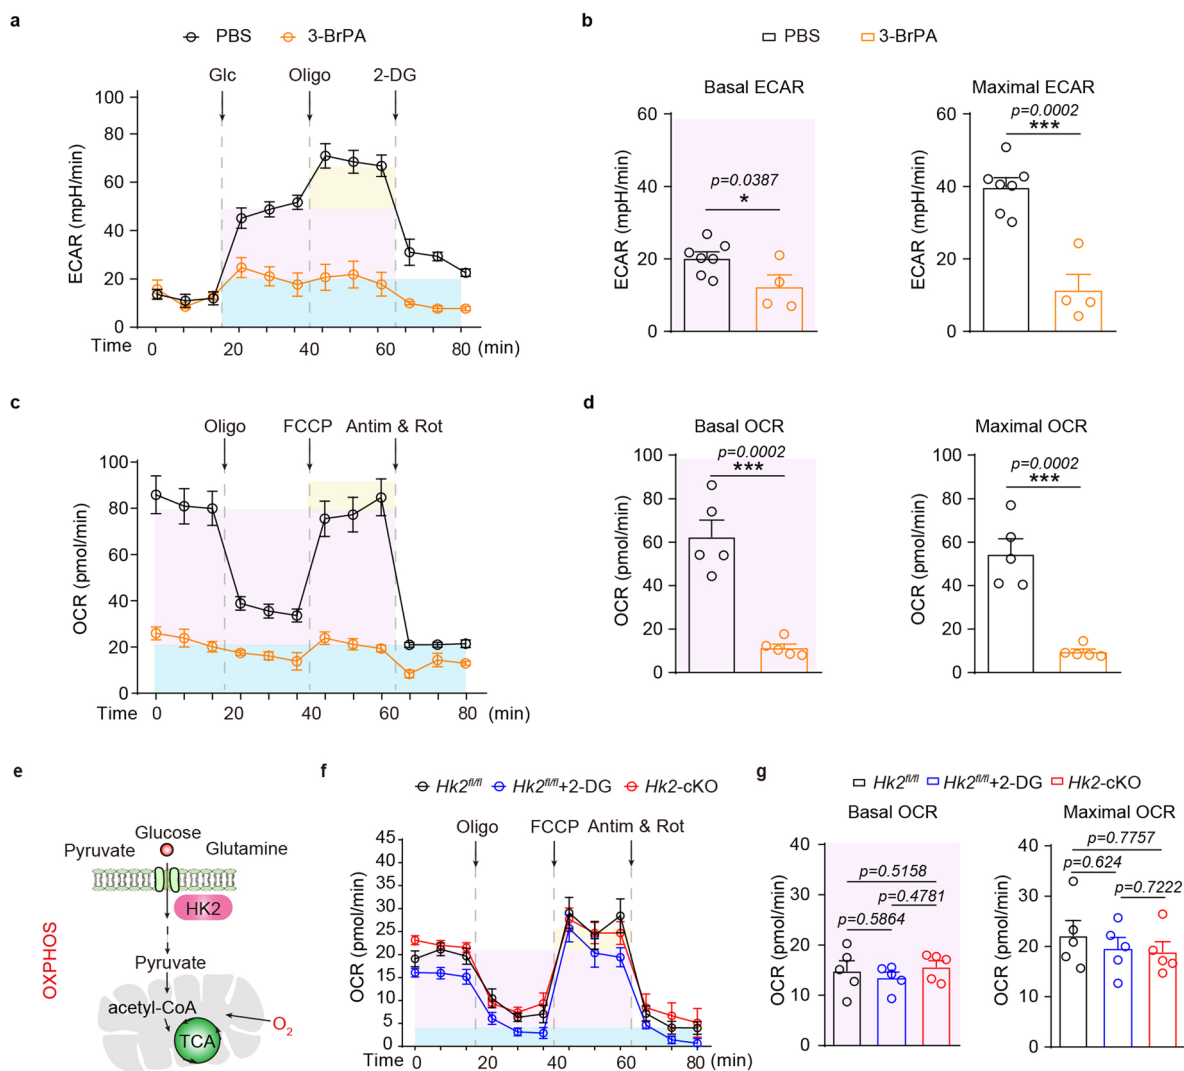 a
PBS 3-BrPA
Glc Oligo 2-DG
ECAR (mpH/min)
100
80
60
40
20
0
Time 0 20 40 60 80 (min)
b
PBS 3-BrPA
Basal ECAR
ECAR (mpH/min)
60
40
20
0
p=0.0387
*
Maximal ECAR
p=0.0002
***
ECAR (mpH/min)
60
40
20
0
c
Oligo FCCP Antim & Rot
OCR (pmol/min)
100
80
60
40
20
0
Time 0 20 40 60 80 (min)
d
Basal OCR
p=0.0002
***
OCR (pmol/min)
100
80
60
40
20
0
Maximal OCR
p=0.0002
***
OCR (pmol/min)
100
80
60
40
20
0
e
OXPHOS
Glucose
Pyruvate Glutamine
HK2
Pyruvate
acetyl-CoA
O2
TCA
f
Hk2fl/fl Hk2fl/fl+2-DG Hk2-cKO
Oligo FCCP Antim & Rot
OCR (pmol/min)
45
40
35
30
25
20
15
10
5
0
Time 0 20 40 60 80 (min)
g
Hk2fl/fl Hk2fl/fl+2-DG Hk2-cKO
Basal OCR
OCR (pmol/min)
40
30
20
10
0
p=0.5158
p=0.4781
p=0.5864
Maximal OCR
OCR (pmol/min)
40
30
20
10
0
p=0.7757
p=0.624
p=0.7222